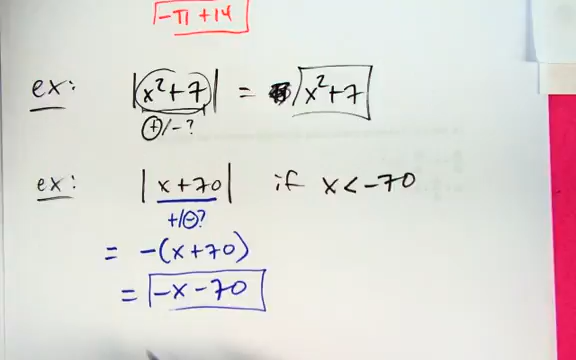 -π + 14
ex: |x²+7| = x²+7
+/-?
ex: |x+70| if x<-70
+/-?
= -(x+70)
= -x-70